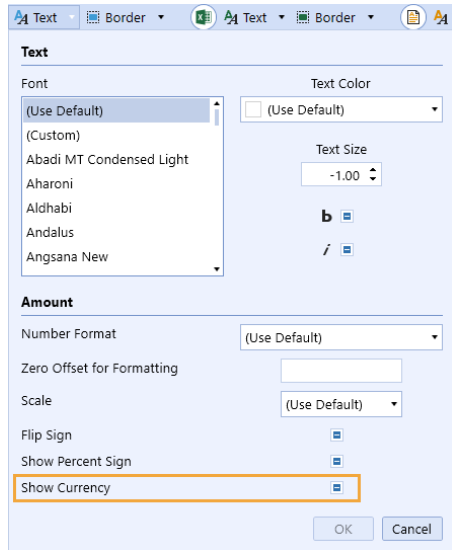 Text Border Text Border
Text
Font Text Color
(Use Default) (Use Default)
(Custom)
Abadi MT Condensed Light
Text Size
Aharoni
-1.00
Aldhabi
b
Andalus
i
Angsana New
Amount
Number Format (Use Default)
Zero Offset for Formatting
Scale (Use Default)
Flip Sign
Show Percent Sign
Show Currency
OK Cancel